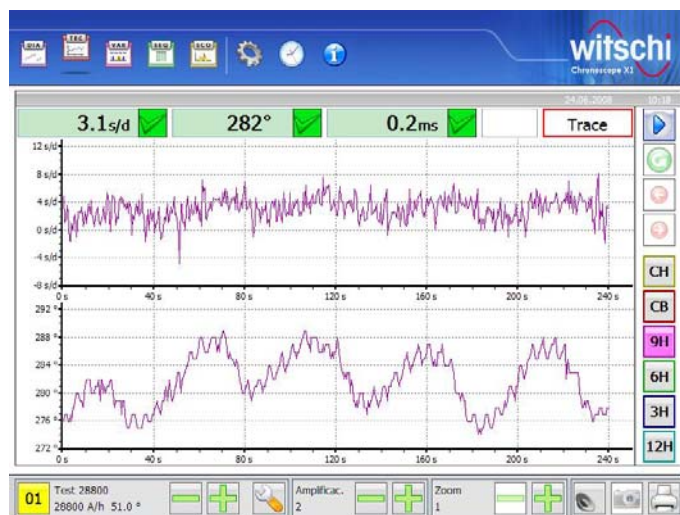 DIA TRC VAR SEQ SCO
witschi
Chronoscope X1
24.06.2008 10:18
3.1s/d 282° 0.2ms Trace
12 s/d
8 s/d
4 s/d
0 s/d
-4 s/d
-8 s/d
0 s 40 s 80 s 120 s 160 s 200 s 240 s
292 °
288 °
284 °
280 °
276 °
272 °
0 s 40 s 80 s 120 s 160 s 200 s 240 s
CH
CB
9H
6H
3H
12H
01 Test 28800 Amplificac. Zoom
28800 A/h 51.0 ° 2 1